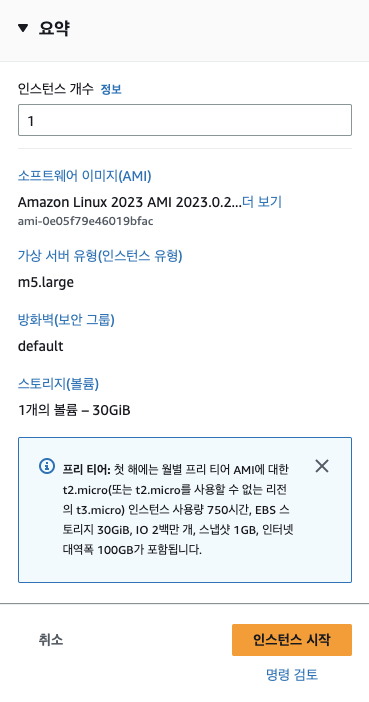 ▼ 요약
인스턴스 개수 정보
1
소프트웨어 이미지(AMI)
Amazon Linux 2023 AMI 2023.0.2...더 보기
ami-0e05f79e46019bfac
가상 서버 유형(인스턴스 유형)
m5.large
방화벽(보안 그룹)
default
스토리지(볼륨)
1개의 볼륨 – 30GiB
프리 티어: 첫 해에는 월별 프리 티어 AMI에 대한
t2.micro(또는 t2.micro를 사용할 수 없는 리전
의 t3.micro) 인스턴스 사용량 750시간, EBS 스
토리지 30GiB, IO 2백만 개, 스냅샷 1GB, 인터넷
대역폭 100GB가 포함됩니다.
취소
인스턴스 시작
명령 검토